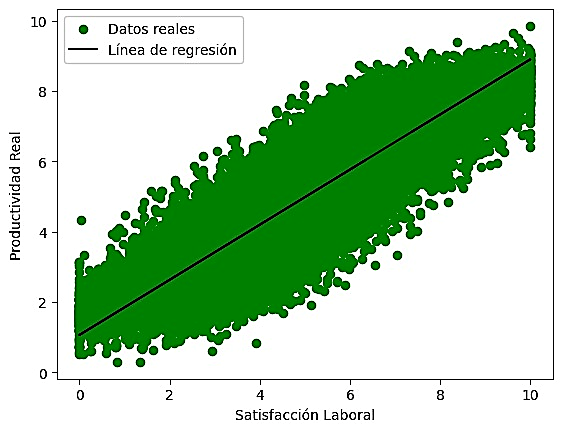 Datos reales
Línea de regresión
Productividad Real
10
8
6
4
2
0
0 2 4 6 8 10
Satisfacción Laboral